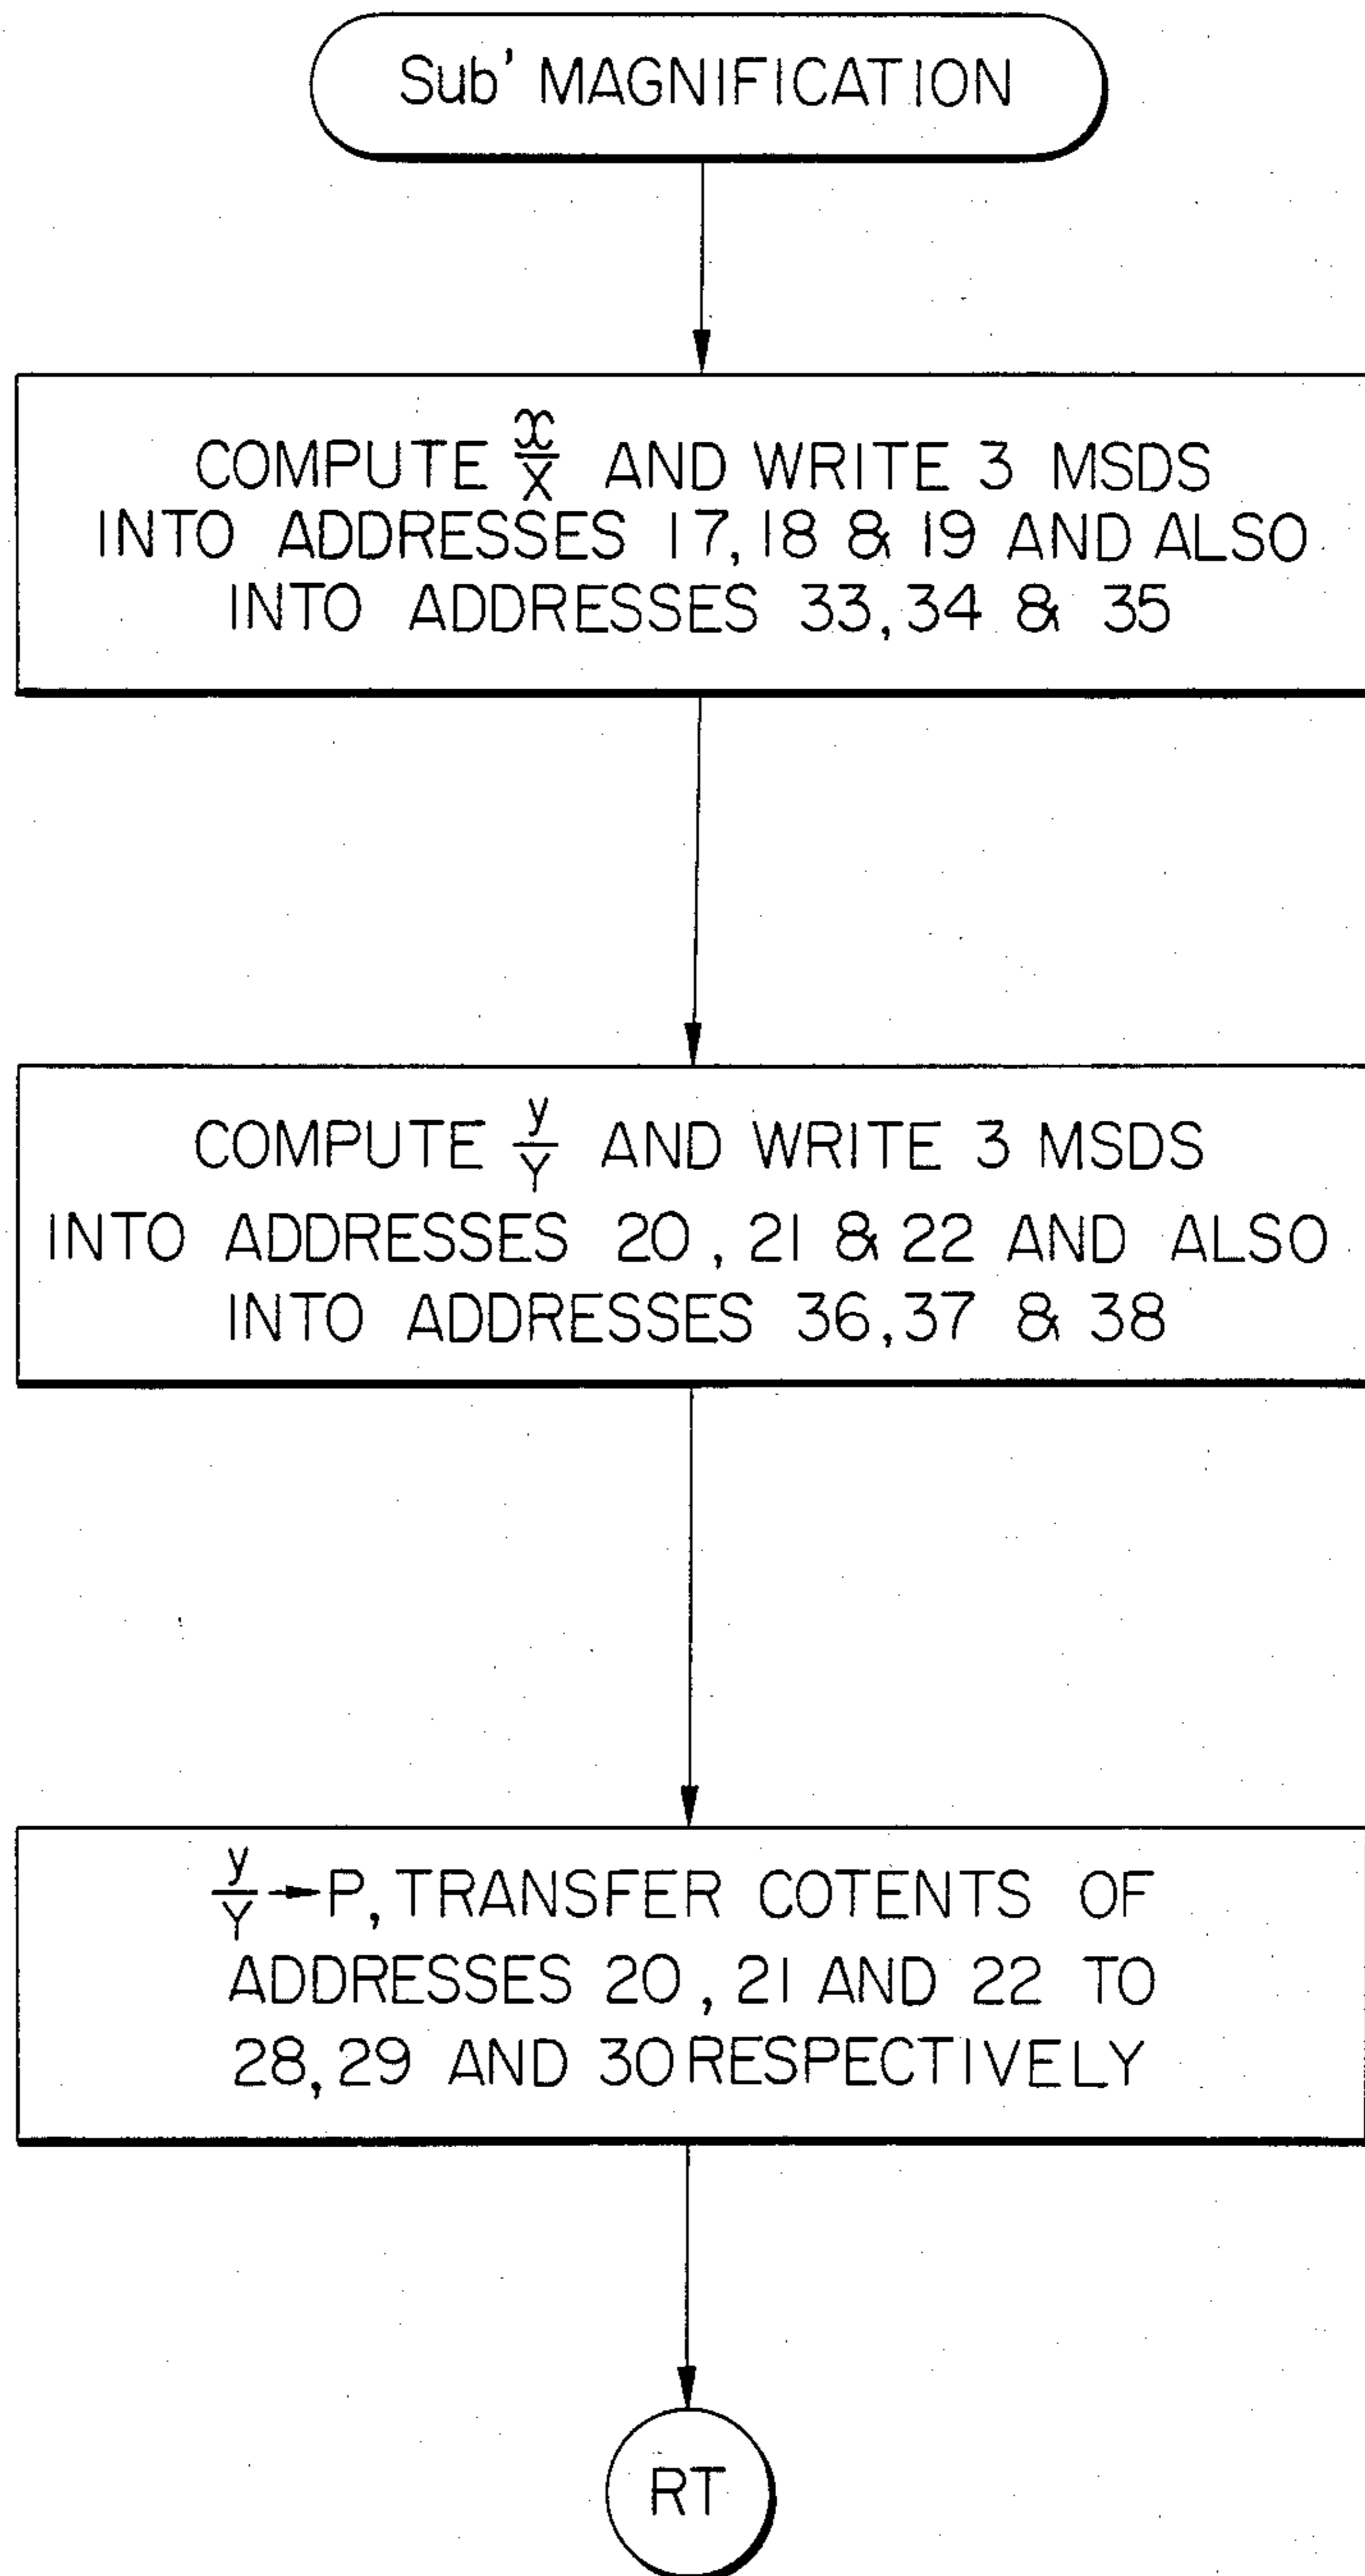 Sub' MAGNIFICATION
COMPUTE x/X AND WRITE 3 MSDS
INTO ADDRESSES 17, 18 & 19 AND ALSO
INTO ADDRESSES 33, 34 & 35
COMPUTE y/Y AND WRITE 3 MSDS
INTO ADDRESSES 20, 21 & 22 AND ALSO
INTO ADDRESSES 36, 37 & 38
y/Y → P, TRANSFER COTENTS OF
ADDRESSES 20, 21 AND 22 TO
28, 29 AND 30 RESPECTIVELY
RT